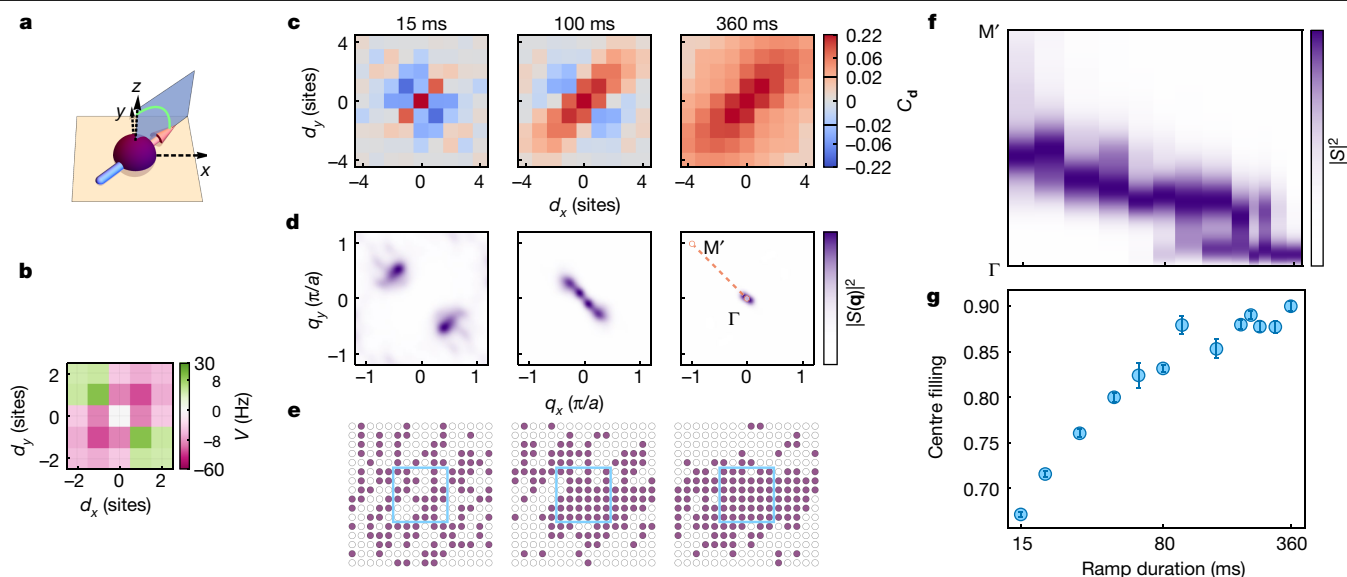 a
z
y
x
b
2
0
−2
d_y (sites)
−2 0 2
d_x (sites)
30
8
0
−8
−60
V (Hz)
c
15 ms 100 ms 360 ms
4
0
−4
d_y (sites)
−4 0 4 −4 0 4 −4 0 4
d_x (sites)
0.22
0.06
0.02
0
−0.02
−0.06
−0.22
C_d
d
1
0
−1
q_y (π/a)
M′
Γ
−1 0 1 −1 0 1 −1 0 1
q_x (π/a)
|S(q)|²
e
f
M′
Γ
|S|²
g
0.90
0.85
0.80
0.75
0.70
Centre filling
15 80 360
Ramp duration (ms)